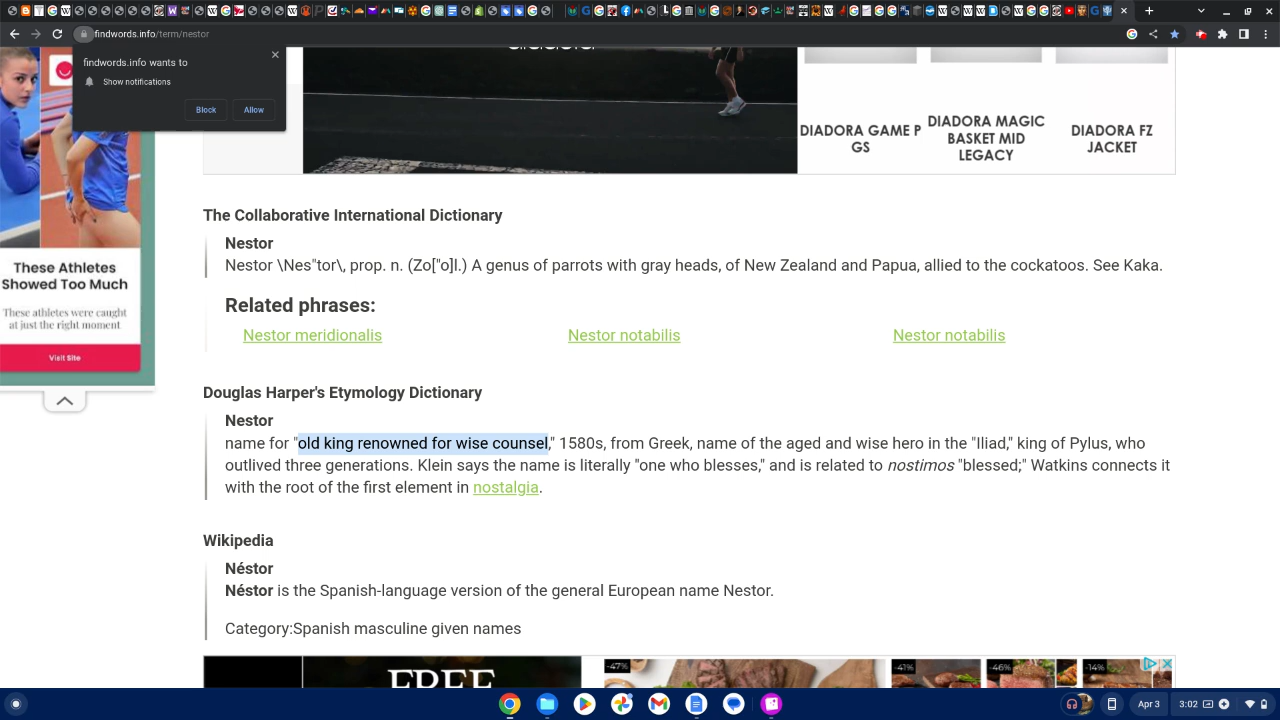 findwords.info/term/nestor
findwords.info wants to
Show notifications
Block
Allow
DIADORA GAME P
GS
DIADORA MAGIC
BASKET MID
LEGACY
DIADORA FZ
JACKET
These Athletes
Showed Too Much
These athletes were caught
at just the right moment
Visit Site
The Collaborative International Dictionary
Nestor
Nestor \Nes"tor\, prop. n. (Zo["o]l.) A genus of parrots with gray heads, of New Zealand and Papua, allied to the cockatoos. See Kaka.
Related phrases:
Nestor meridionalis
Nestor notabilis
Nestor notabilis
Douglas Harper's Etymology Dictionary
Nestor
name for "old king renowned for wise counsel," 1580s, from Greek, name of the aged and wise hero in the "Iliad," king of Pylus, who
outlived three generations. Klein says the name is literally "one who blesses," and is related to nostimos "blessed;" Watkins connects it
with the root of the first element in nostalgia.
Wikipedia
Néstor
Néstor is the Spanish-language version of the general European name Nestor.
Category:Spanish masculine given names
FREE
-47%
-41%
-46%
-14%
Apr 3
3:02